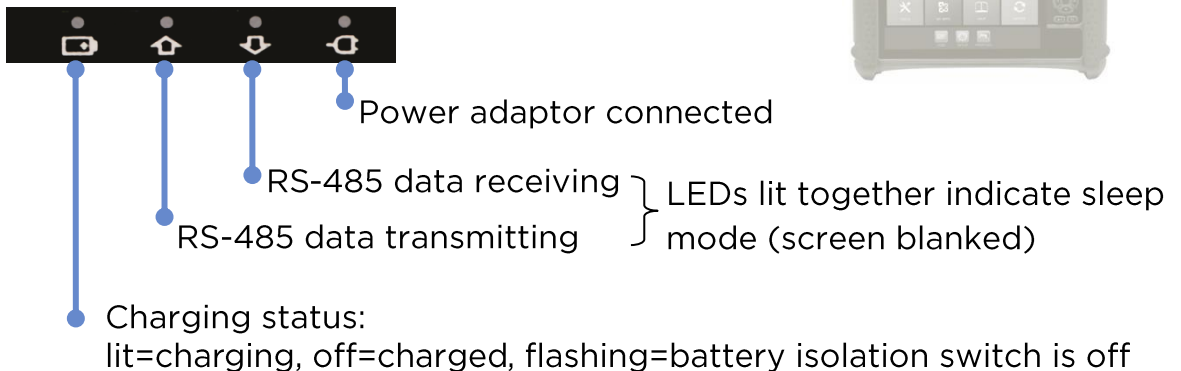 Power adaptor connected
RS-485 data receiving
RS-485 data transmitting
LEDs lit together indicate sleep
mode (screen blanked)
Charging status:
lit=charging, off=charged, flashing=battery isolation switch is off